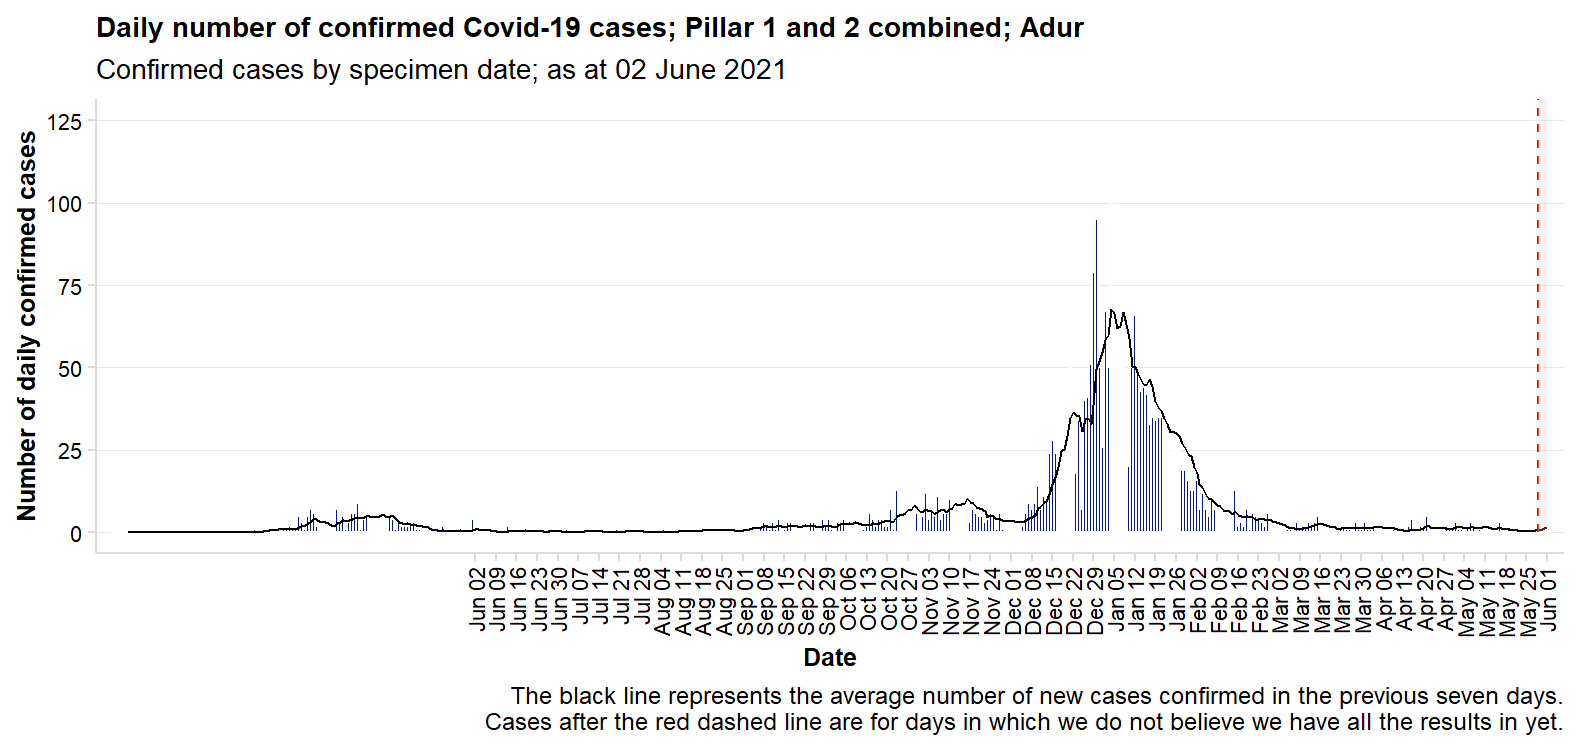 Daily number of confirmed Covid-19 cases; Pillar 1 and 2 combined; Adur
Confirmed cases by specimen date; as at 02 June 2021
Number of daily confirmed cases
125
100
75
50
25
0
Jun 02
Jun 09
Jun 16
Jun 23
Jun 30
Jul 07
Jul 14
Jul 21
Jul 28
Aug 04
Aug 11
Aug 18
Aug 25
Sep 01
Sep 08
Sep 15
Sep 22
Sep 29
Oct 06
Oct 13
Oct 20
Oct 27
Nov 03
Nov 10
Nov 17
Nov 24
Dec 01
Dec 08
Dec 15
Dec 22
Dec 29
Jan 05
Jan 12
Jan 19
Jan 26
Feb 02
Feb 09
Feb 16
Feb 23
Mar 02
Mar 09
Mar 16
Mar 23
Mar 30
Apr 06
Apr 13
Apr 20
Apr 27
May 04
May 11
May 18
May 25
Jun 01
Date
The black line represents the average number of new cases confirmed in the previous seven days.
Cases after the red dashed line are for days in which we do not believe we have all the results in yet.